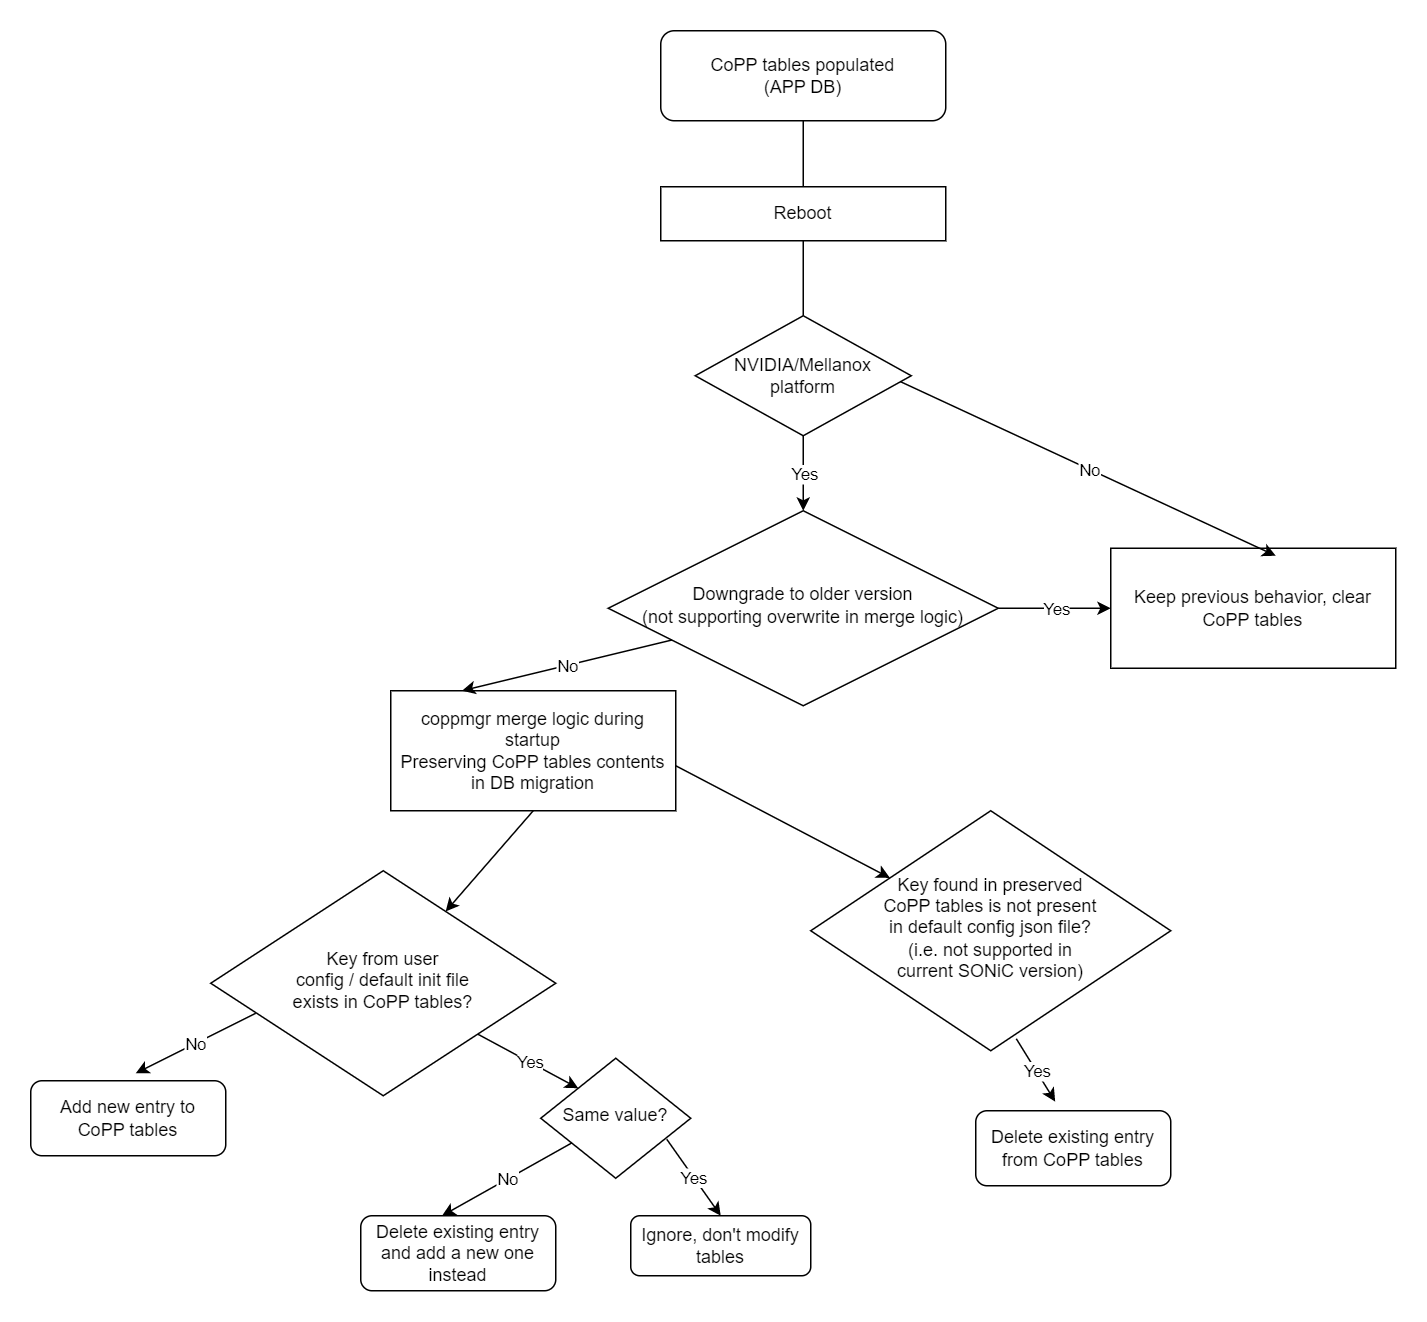 CoPP tables populated
(APP DB)
Reboot
NVIDIA/Mellanox
platform
No
Yes
Downgrade to older version
(not supporting overwrite in merge logic)
Yes
Keep previous behavior, clear
CoPP tables
No
coppmgr merge logic during
startup
Preserving CoPP tables contents
in DB migration
Key found in preserved
CoPP tables is not present
in default config json file?
(i.e. not supported in
current SONiC version)
Key from user
config / default init file
exists in CoPP tables?
No
Yes
Yes
Add new entry to
CoPP tables
Same value?
Delete existing entry
from CoPP tables
No
Yes
Delete existing entry
and add a new one
instead
Ignore, don't modify
tables